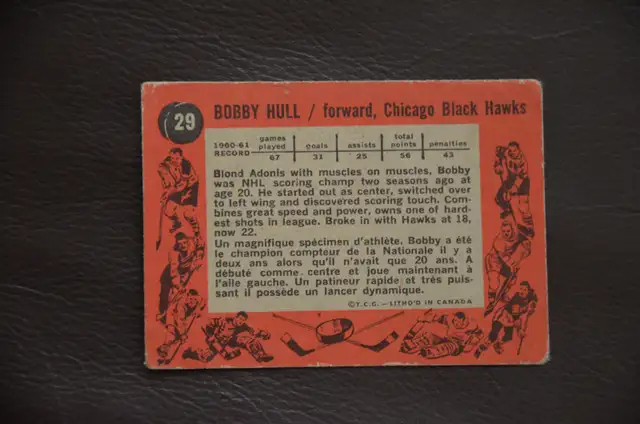 29 BOBBY HULL / forward, Chicago Black Hawks
games total
1960-61 played goals assists points penalties
RECORD 67 31 25 56 43
Blond Adonis with muscles on muscles, Bobby
was NHL scoring champ two seasons ago at
age 20. He started out as center, switched over
to left wing and discovered scoring touch. Com-
bines great speed and power, owns one of hard-
est shots in league. Broke in with Hawks at 18,
now 22.
Un magnifique spécimen d'athlète. Bobby a été
le champion compteur de la Nationale il y a
deux ans alors qu'il n'avait que 20 ans. A
débuté comme centre et joue maintenant à
l'aile gauche. Un patineur rapide at très puis-
sant il possède un lancer dynamique.
©T.C.G.—LITHO'D IN CANADA